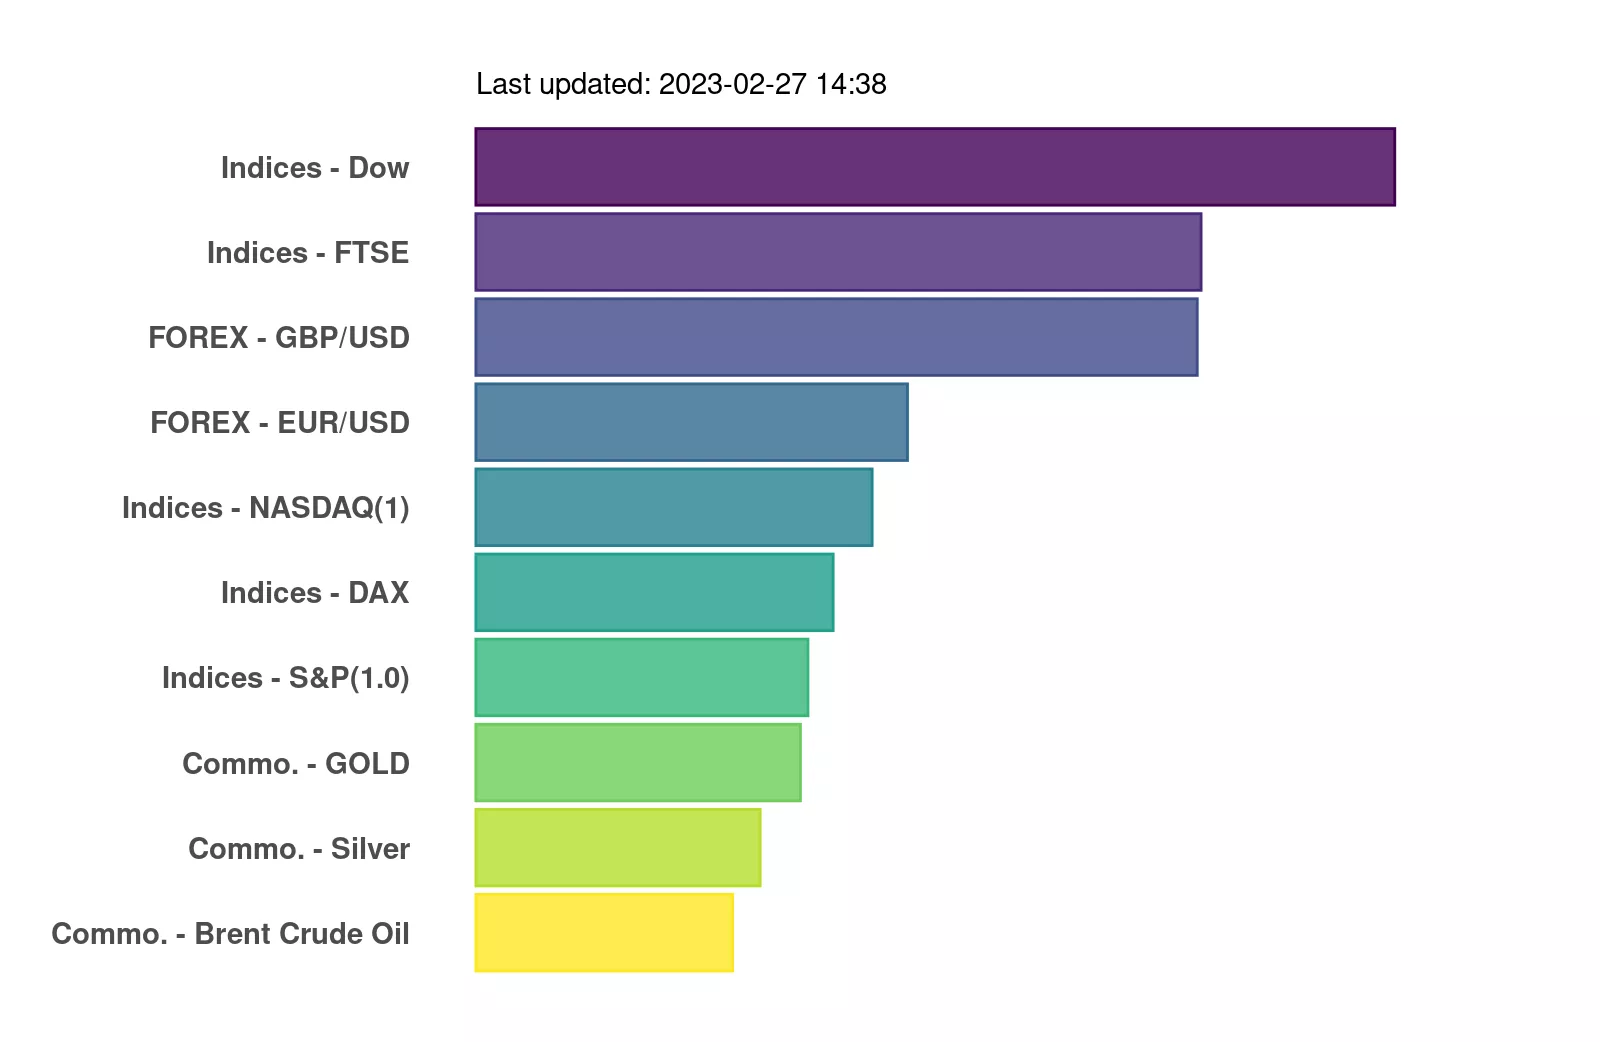 Last updated: 2023-02-27 14:38
Indices - Dow
Indices - FTSE
FOREX - GBP/USD
FOREX - EUR/USD
Indices - NASDAQ(1)
Indices - DAX
Indices - S&P(1.0)
Commo. - GOLD
Commo. - Silver
Commo. - Brent Crude Oil